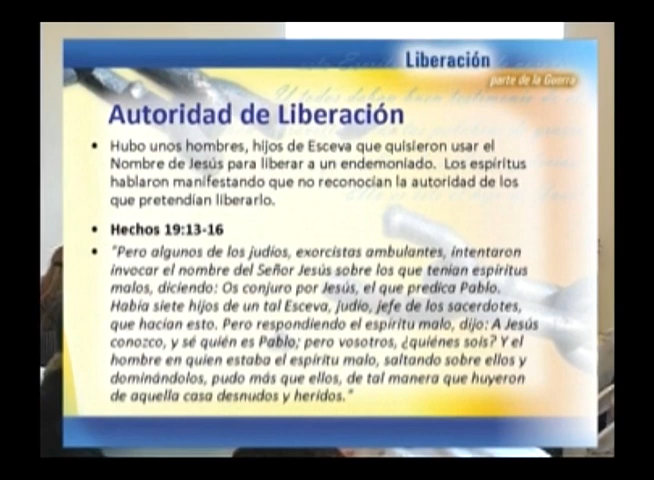 Liberación
parte de la Guerra
Autoridad de Liberación
• Hubo unos hombres, hijos de Esceva que quisieron usar el
Nombre de Jesús para liberar a un endemoniado. Los espíritus
hablaron manifestando que no reconocían la autoridad de los
que pretendían liberarlo.
• Hechos 19:13-16
• “Pero algunos de los judíos, exorcistas ambulantes, intentaron
invocar el nombre del Señor Jesús sobre los que tenían espíritus
malos, diciendo: Os conjuro por Jesús, el que predica Pablo.
Había siete hijos de un tal Esceva, judío, jefe de los sacerdotes,
que hacían esto. Pero respondiendo el espíritu malo, dijo: A Jesús
conozco, y sé quién es Pablo; pero vosotros, ¿quiénes sois? Y el
hombre en quien estaba el espíritu malo, saltando sobre ellos y
dominándolos, pudo más que ellos, de tal manera que huyeron
de aquella casa desnudos y heridos.”